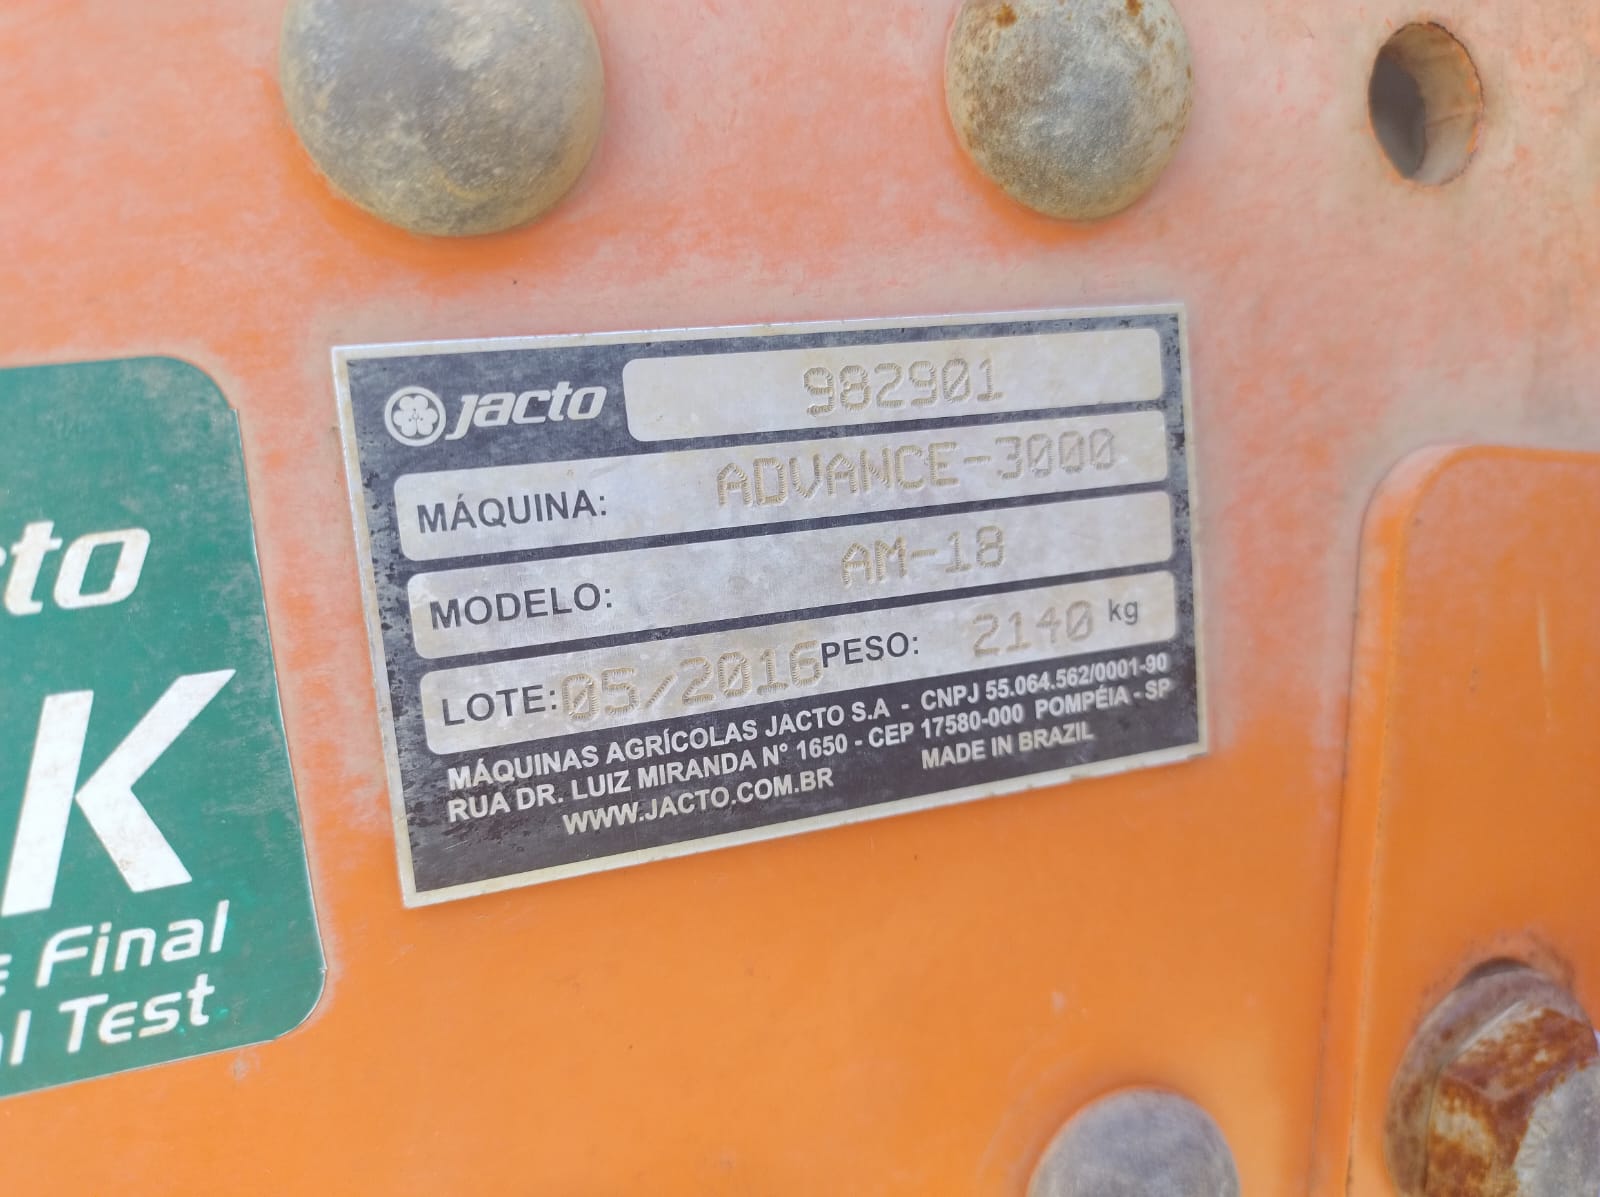 jacto 982901
MÁQUINA: ADVANCE-3000
MODELO: AM-18
LOTE: 05/2016 PESO: 2140 kg
MÁQUINAS AGRÍCOLAS JACTO S.A - CNPJ 55.064.562/0001-90
RUA DR. LUIZ MIRANDA N° 1650 - CEP 17580-000 POMPÉIA - SP
WWW.JACTO.COM.BR MADE IN BRAZIL
cto
K
Final
Test